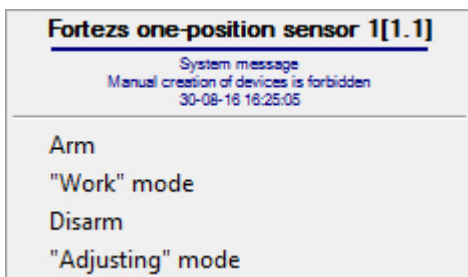 Fortezs one-position sensor 1[1.1]
System message
Manual creation of devices is forbidden
30-08-16 16:25:05
Arm
"Work" mode
Disarm
"Adjusting" mode